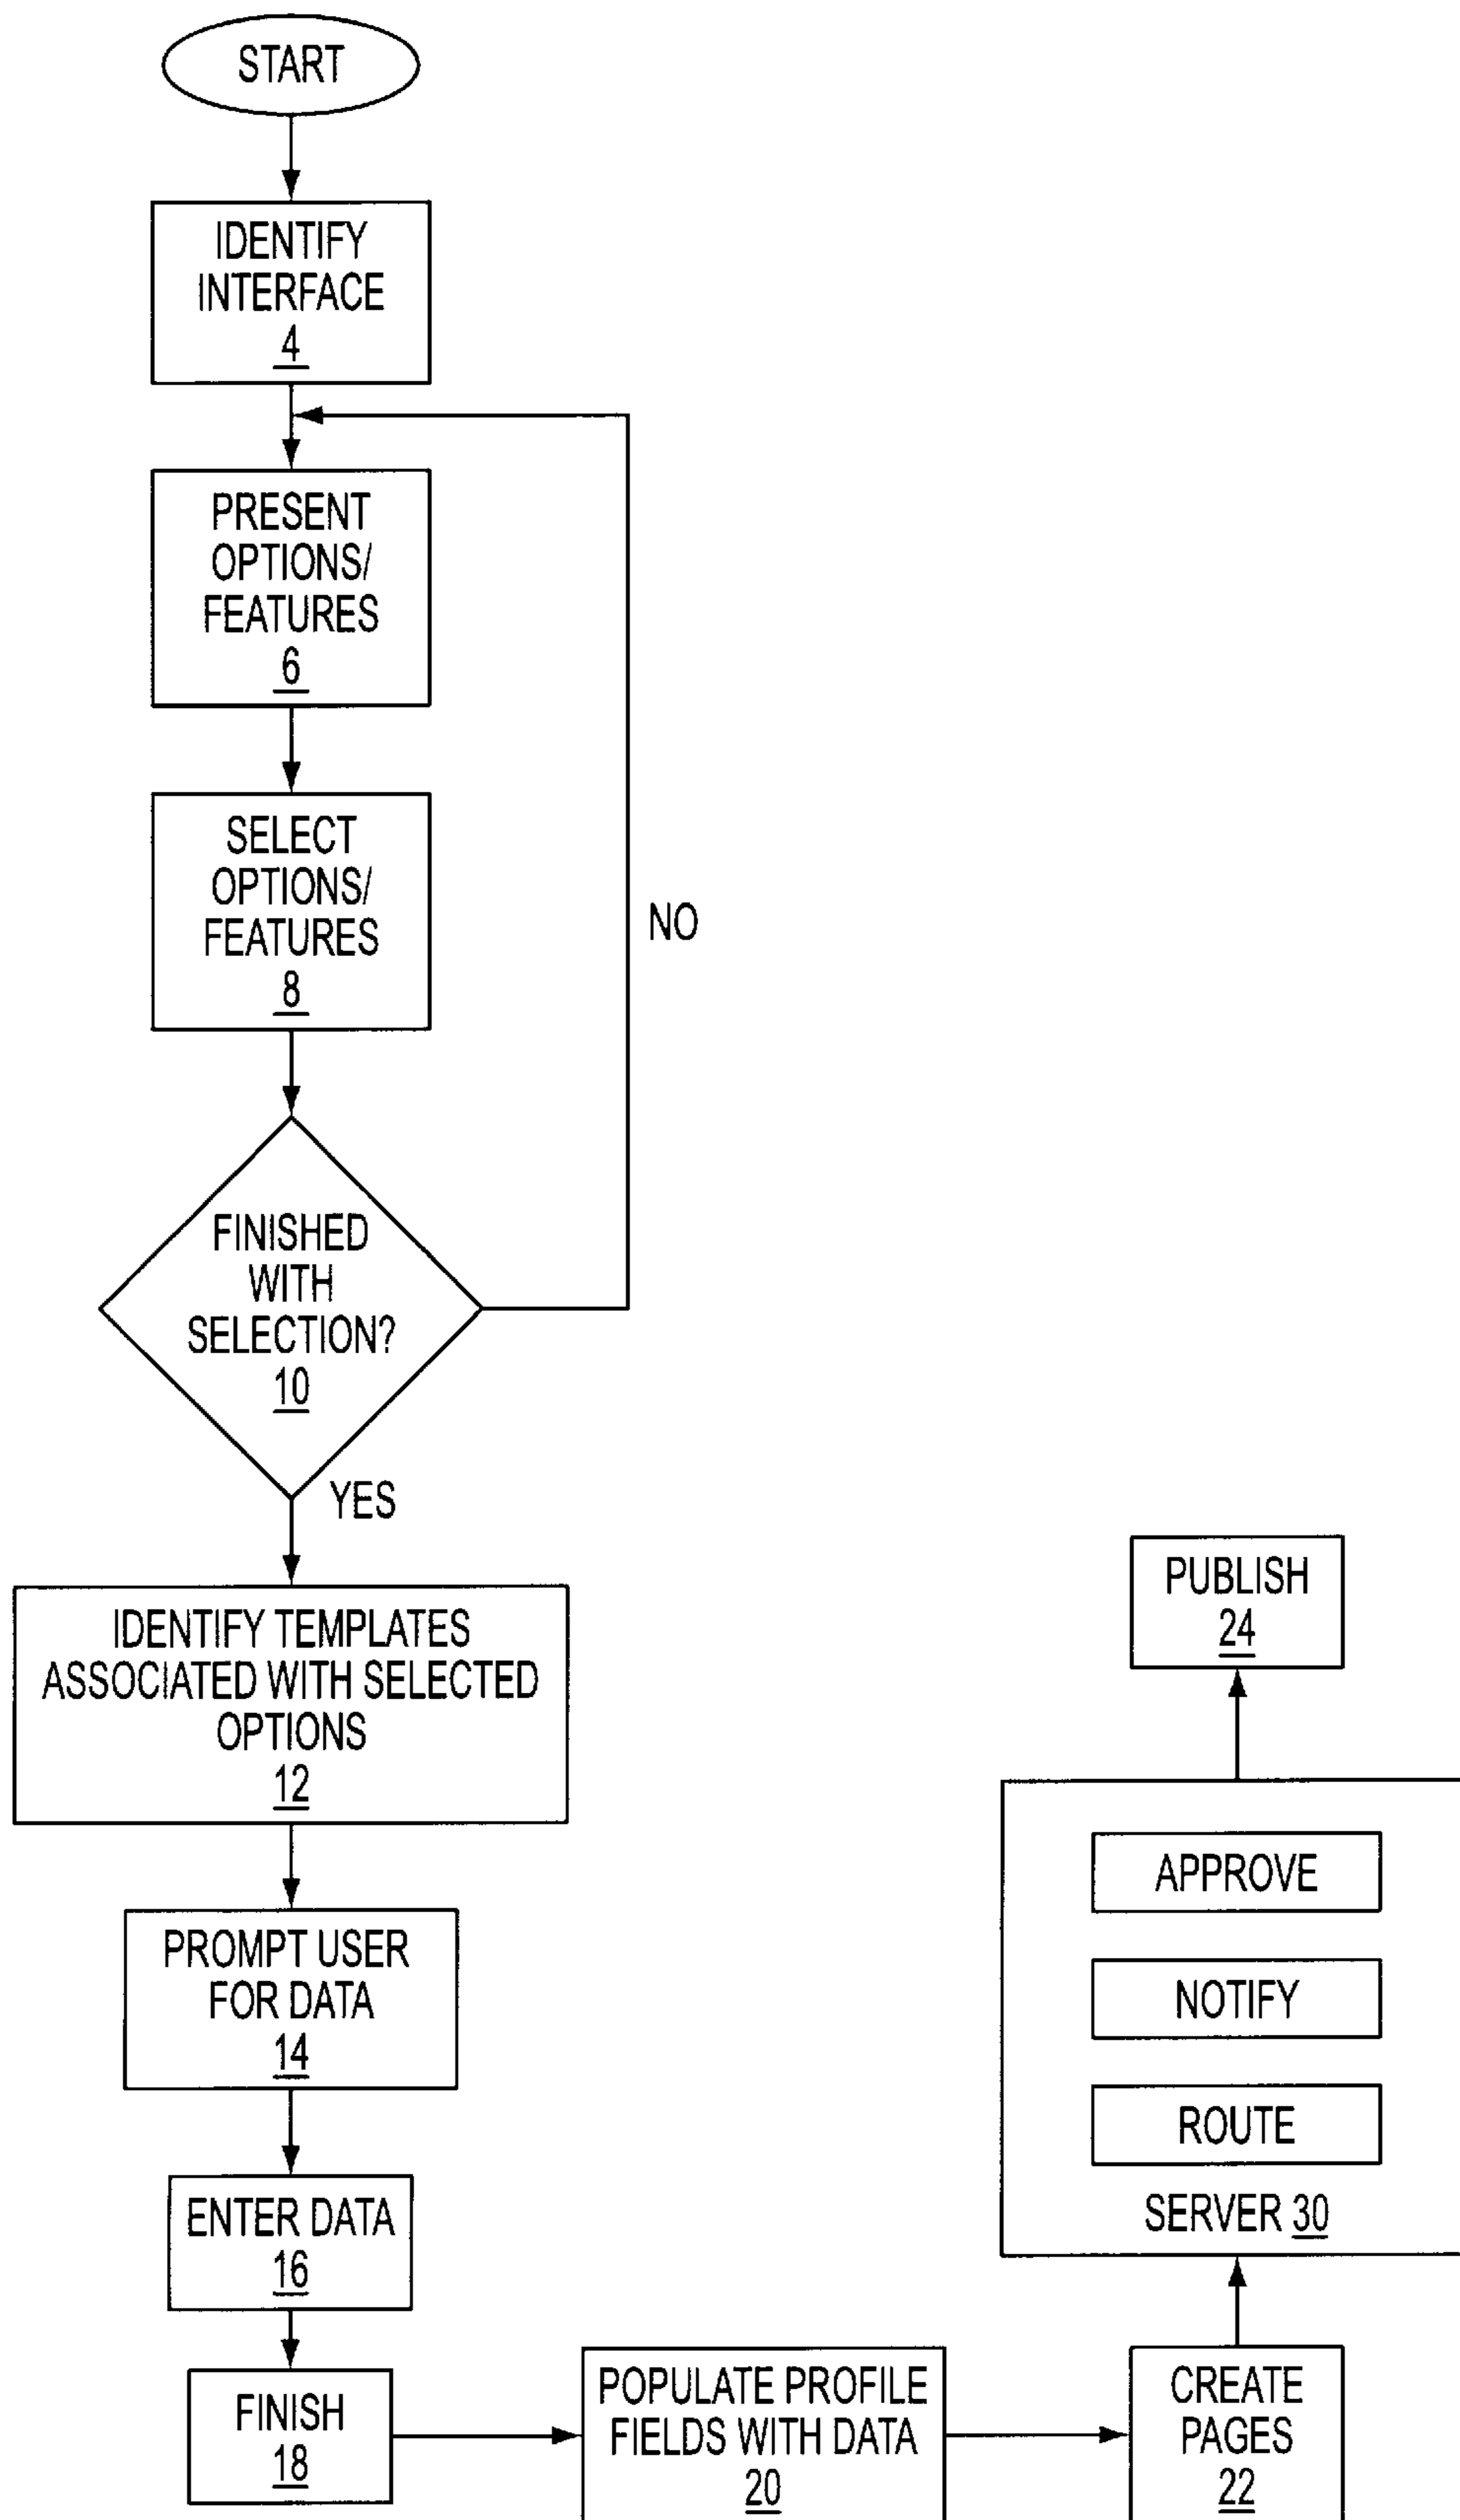 START
IDENTIFY
INTERFACE
4
PRESENT
OPTIONS/
FEATURES
6
SELECT
OPTIONS/
FEATURES
8
NO
FINISHED
WITH
SELECTION?
10
YES
IDENTIFY TEMPLATES
ASSOCIATED WITH SELECTED
OPTIONS
12
PROMPT USER
FOR DATA
14
ENTER DATA
16
FINISH
18
POPULATE PROFILE
FIELDS WITH DATA
20
CREATE
PAGES
22
PUBLISH
24
APPROVE
NOTIFY
ROUTE
SERVER 30